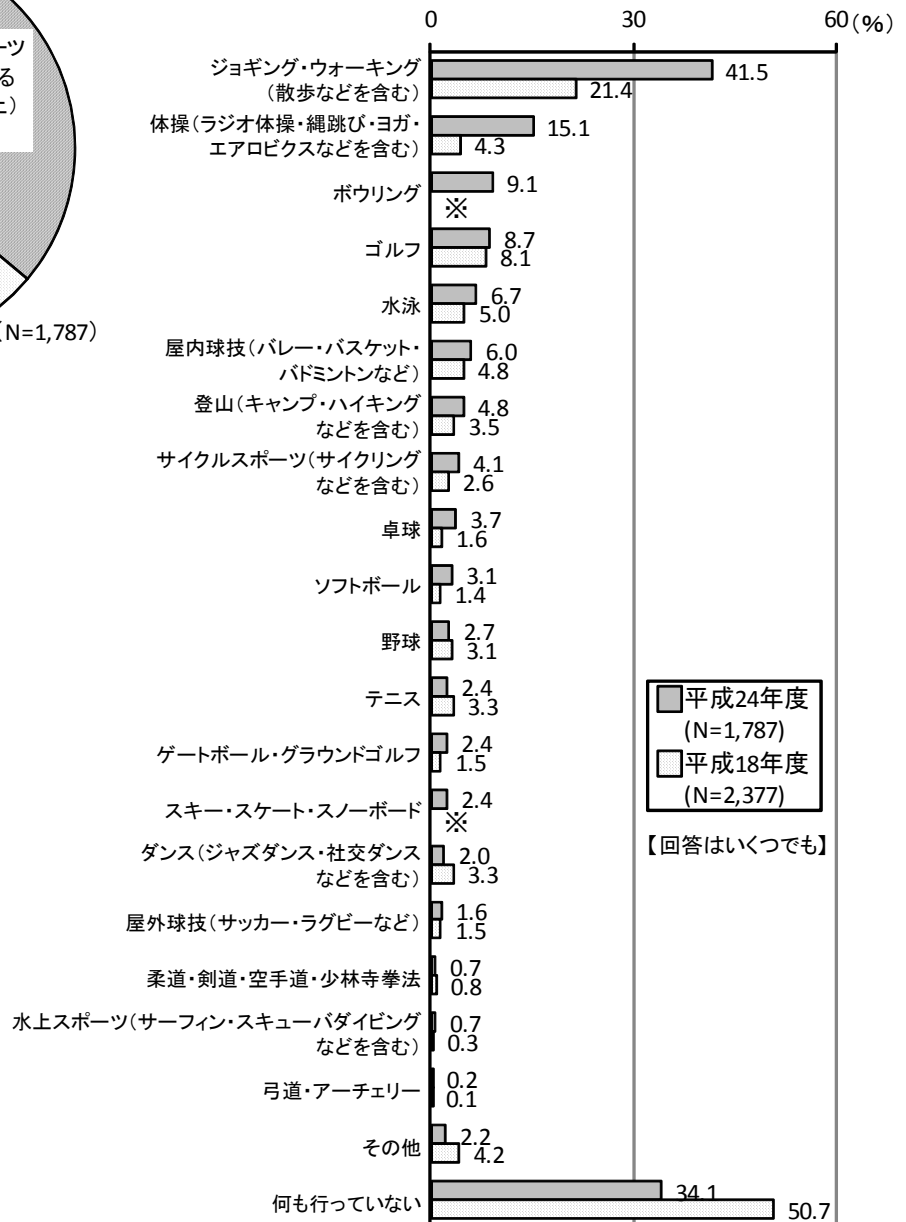 ーツ
る
上）
（N=1,787）
0 30 60 (%)
ジョギング・ウォーキング
（散歩などを含む）
41.5
21.4
体操（ラジオ体操・縄跳び・ヨガ・
エアロビクスなどを含む）
15.1
4.3
ボウリング
9.1
※
ゴルフ
8.7
8.1
水泳
6.7
5.0
屋内球技（バレー・バスケット・
バドミントンなど）
6.0
4.8
登山（キャンプ・ハイキング
などを含む）
4.8
3.5
サイクルスポーツ（サイクリング
などを含む）
4.1
2.6
卓球
3.7
1.6
ソフトボール
3.1
1.4
野球
2.7
3.1
テニス
2.4
3.3
ゲートボール・グラウンドゴルフ
2.4
1.5
スキー・スケート・スノーボード
2.4
※
ダンス（ジャズダンス・社交ダンス
などを含む）
2.0
3.3
屋外球技（サッカー・ラグビーなど）
1.6
1.5
柔道・剣道・空手道・少林寺拳法
0.7
0.8
水上スポーツ（サーフィン・スキューバダイビング
などを含む）
0.7
0.3
弓道・アーチェリー
0.2
0.1
その他
2.2
4.2
何も行っていない
34.1
50.7
平成24年度
(N=1,787)
平成18年度
(N=2,377)
【回答はいくつでも】